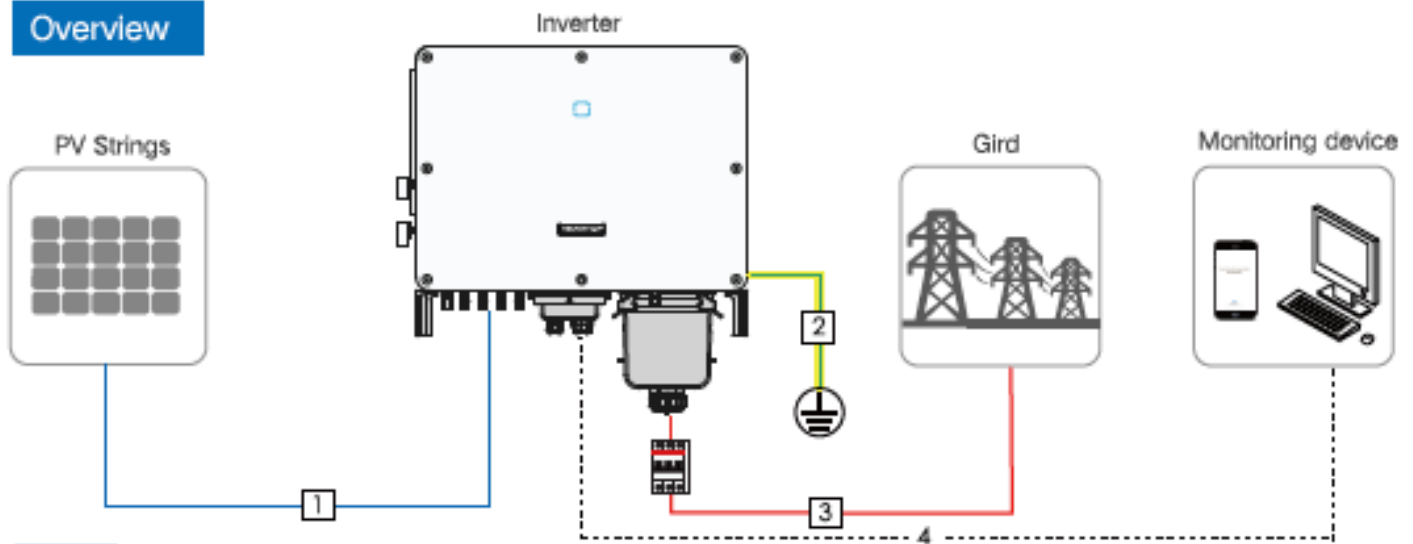 Overview
Inverter
PV Strings
Gird
Monitoring device
2
1
3
4